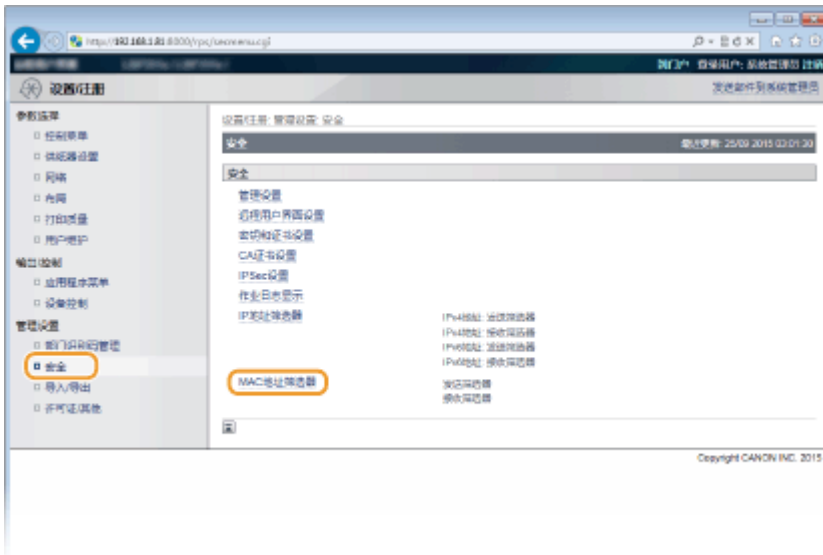 http://192.168.1.81:8000/rps/csecmenu.cgi
到门户 登录用户: 系统管理员 注销
设置/注册
发送邮件到系统管理员
参数选择
控制菜单
供纸器设置
网络
布局
打印质量
用户维护
输出/控制
应用程序菜单
设备控制
管理设置
部门识别码管理
安全
导入/导出
许可证/其他
设置/注册: 管理设置: 安全
安全
最近更新: 25/09 2015 03:01:30
安全
管理设置
远程用户界面设置
密钥和证书设置
CA证书设置
IPSec设置
作业日志显示
IP地址筛选器
IPv4地址: 发送筛选器
IPv4地址: 接收筛选器
IPv6地址: 发送筛选器
IPv6地址: 接收筛选器
MAC地址筛选器
发送筛选器
接收筛选器
Copyright CANON INC. 2015